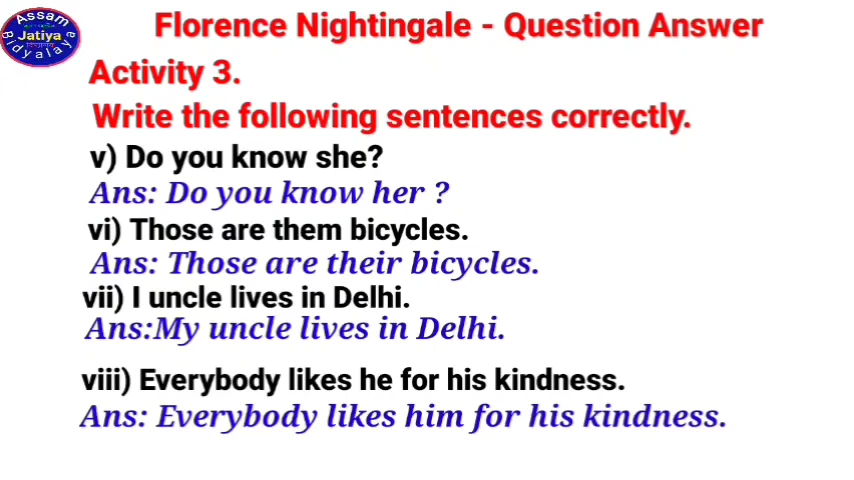 Assam
Jatiya
Bidyalaya
Florence Nightingale - Question Answer
Activity 3.
Write the following sentences correctly.
v) Do you know she?
Ans: Do you know her ?
vi) Those are them bicycles.
Ans: Those are their bicycles.
vii) I uncle lives in Delhi.
Ans:My uncle lives in Delhi.
viii) Everybody likes he for his kindness.
Ans: Everybody likes him for his kindness.